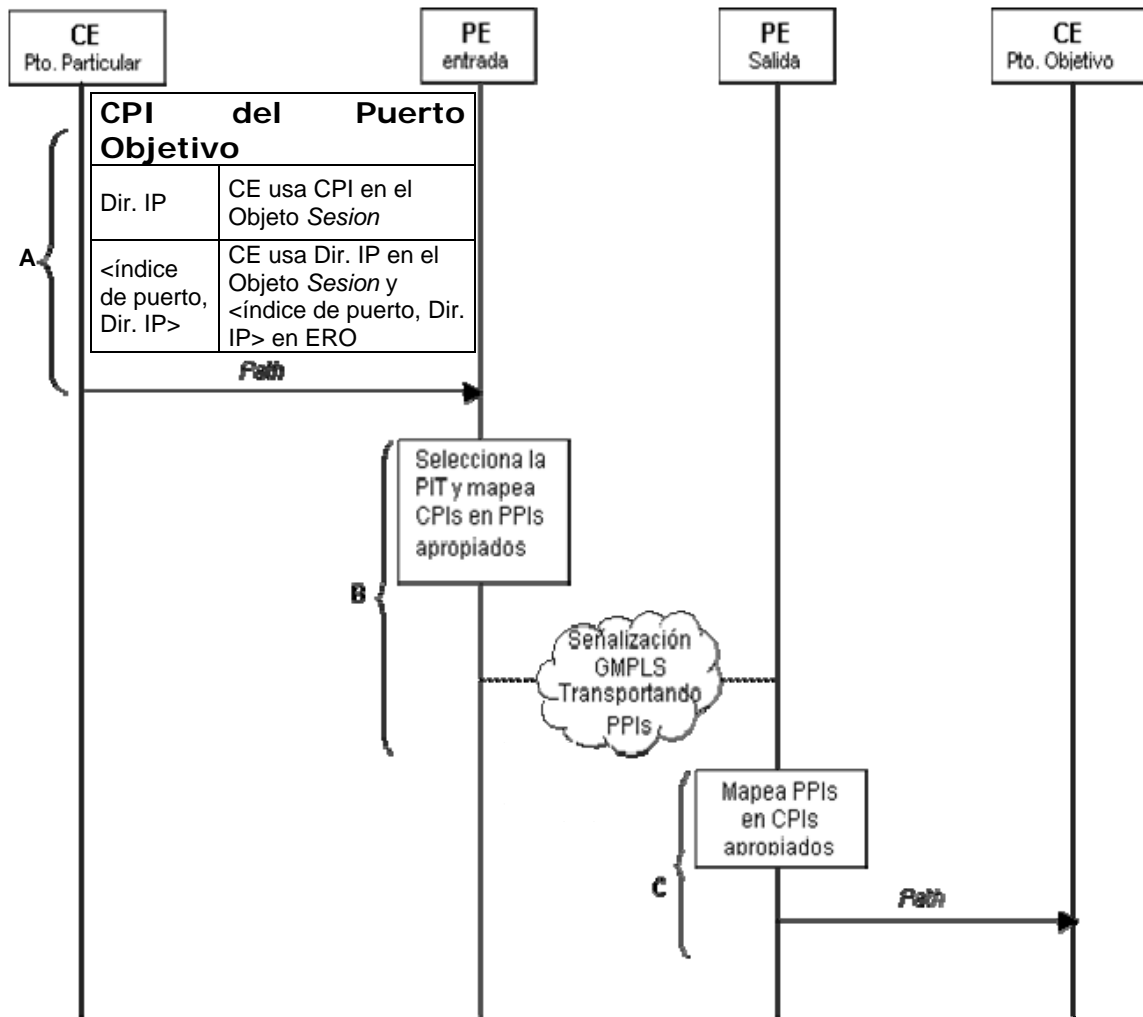 CE
Pto. Particular
PE
entrada
PE
Salida
CE
Pto. Objetivo
CPI del Puerto
Objetivo
Dir. IP
CE usa CPI en el
Objeto Sesion
<índice
de puerto,
Dir. IP>
CE usa Dir. IP en el
Objeto Sesion y
<índice de puerto, Dir.
IP> en ERO
A
Path
Selecciona la
PIT y mapea
CPIs en PPIs
apropiados
B
Señalización
GMPLS
Transportando
PPIs
Mapea PPIs
en CPIs
apropiados
C
Path